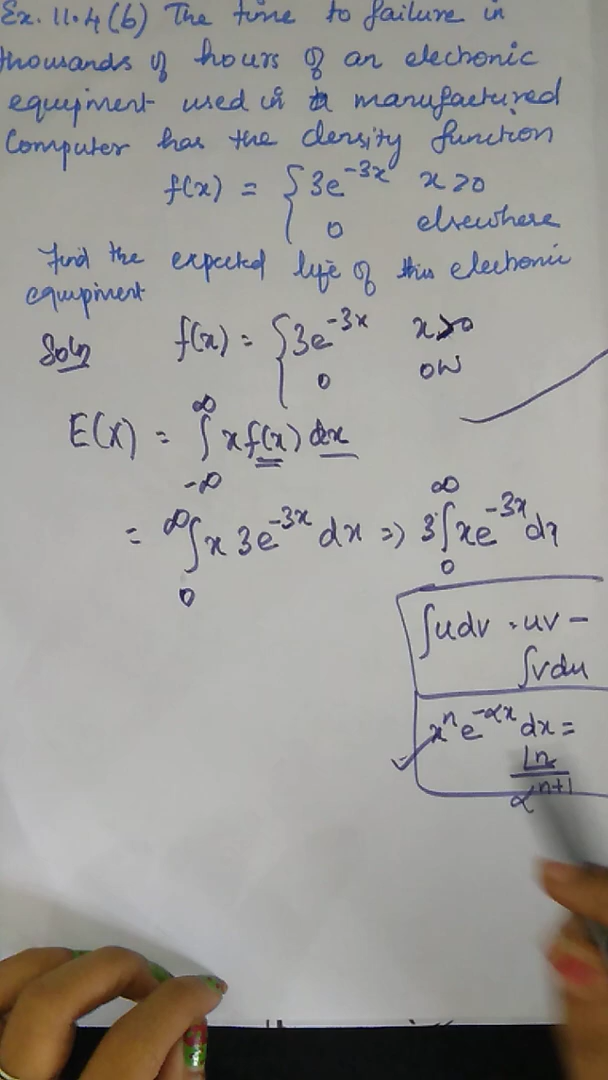 Ex. 11.4(b) The time to failure in
thousands of hours of an electronic
equipment used in a manufactured
Computer has the density function
f(x) = { 3e^-3x x>0
0 elsewhere
Find the expected life of this electronic
equipment
Soln f(x) = { 3e^-3x x>0
0 ow
E(X) = ∫_-∞^∞ x f(x) dx
= ∫_0^∞ x 3e^-3x dx => 3∫_0^∞ xe^-3x dx
∫udv = uv -
∫vdu
x^n e^-αx dx =
∟n
α^n+1